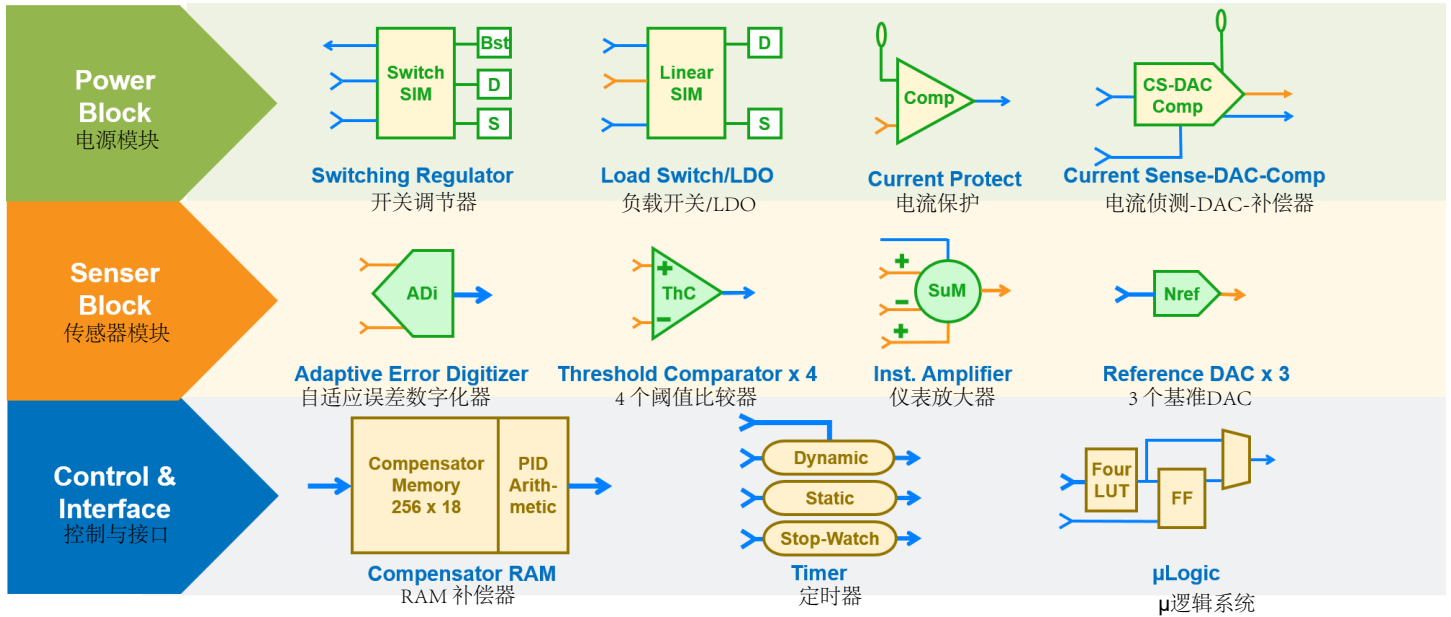 Power
Block
电源模块
Switch
SIM
Bst
D
S
Switching Regulator
开关调节器
Linear
SIM
D
S
Load Switch/LDO
负载开关/LDO
Comp
Current Protect
电流保护
CS-DAC
Comp
Current Sense-DAC-Comp
电流侦测-DAC-补偿器
Senser
Block
传感器模块
ADi
Adaptive Error Digitizer
自适应误差数字化器
+
ThC
−
Threshold Comparator x 4
4 个阈值比较器
+
SuM
−
+
Inst. Amplifier
仪表放大器
Nref
Reference DAC x 3
3 个基准DAC
Control &
Interface
控制与接口
Compensator
Memory
256 x 18
PID
Arith-
metic
Compensator RAM
RAM 补偿器
Dynamic
Static
Stop-Watch
Timer
定时器
Four
LUT
FF
µLogic
µ逻辑系统